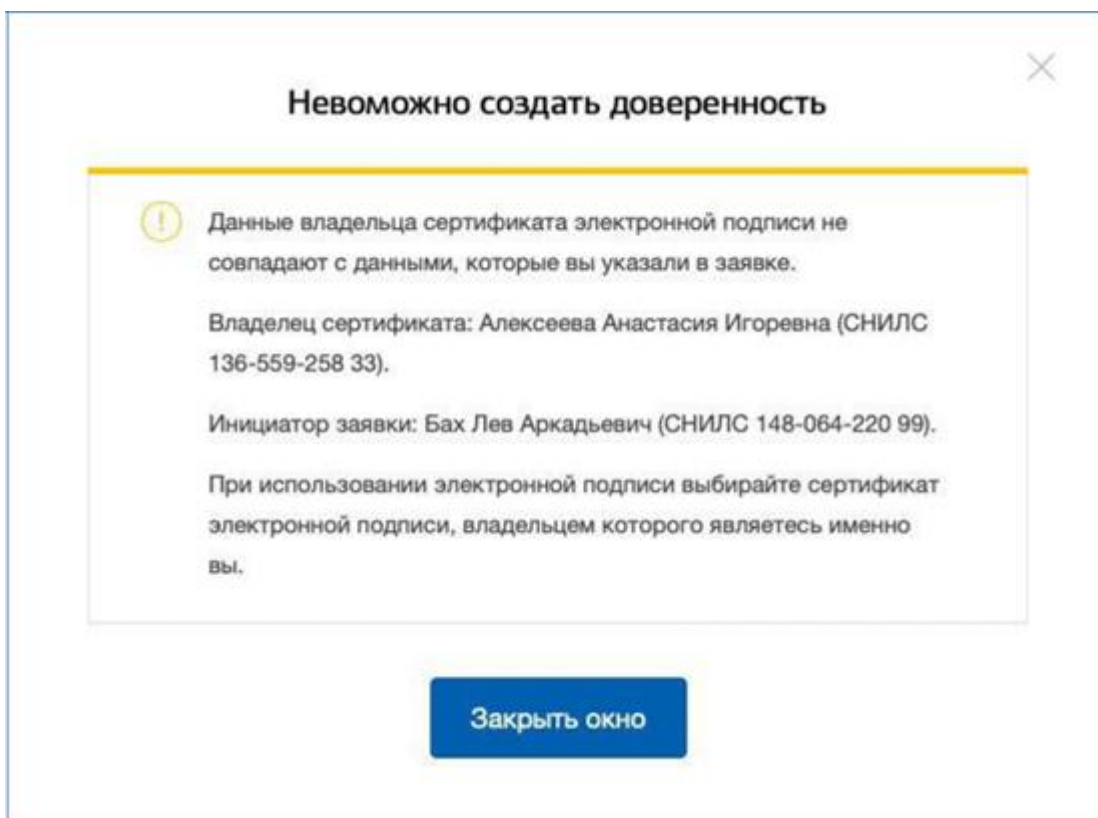 Невоможно создать доверенность
Данные владельца сертификата электронной подписи не
совпадают с данными, которые вы указали в заявке.
Владелец сертификата: Алексеева Анастасия Игоревна (СНИЛС
136-559-258 33).
Инициатор заявки: Бах Лев Аркадьевич (СНИЛС 148-064-220 99).
При использовании электронной подписи выбирайте сертификат
электронной подписи, владельцем которого являетесь именно
вы.
Закрыть окно